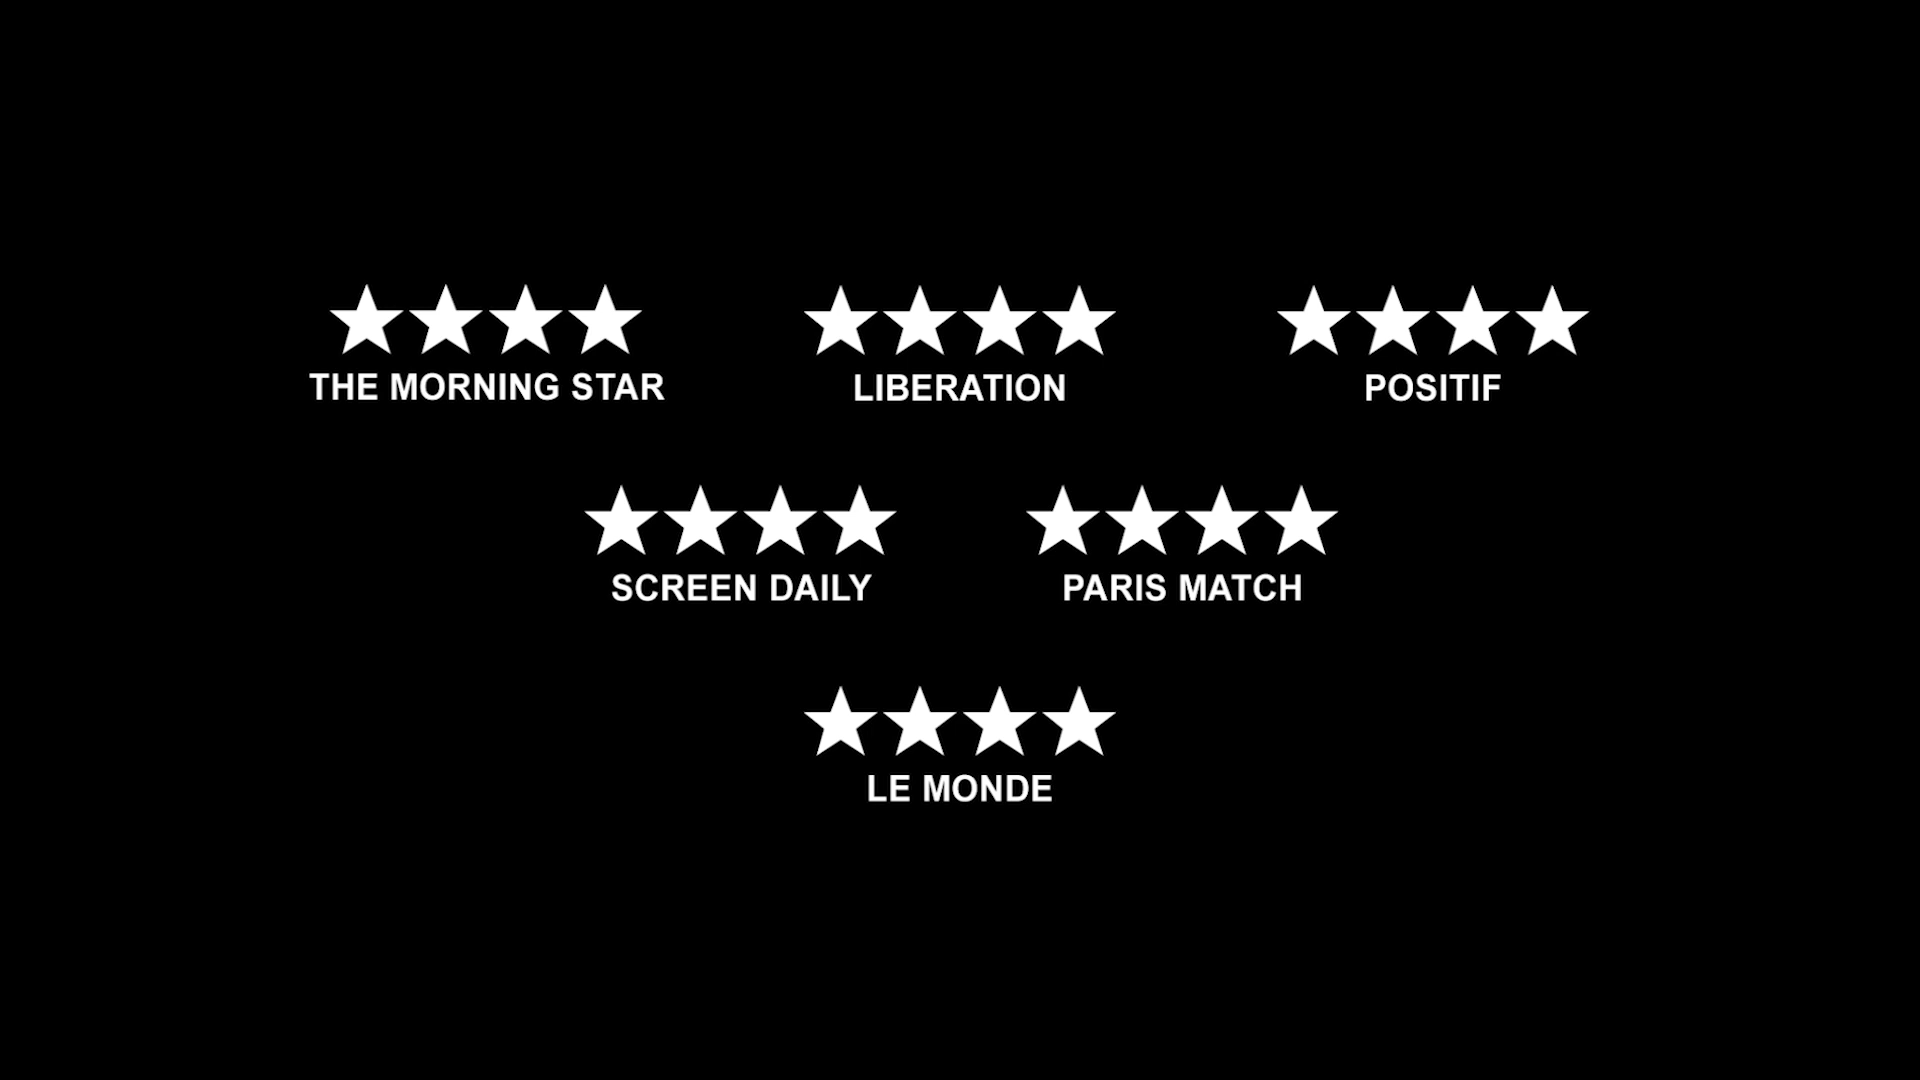 THE MORNING STAR
LIBERATION
POSITIF
SCREEN DAILY
PARIS MATCH
LE MONDE